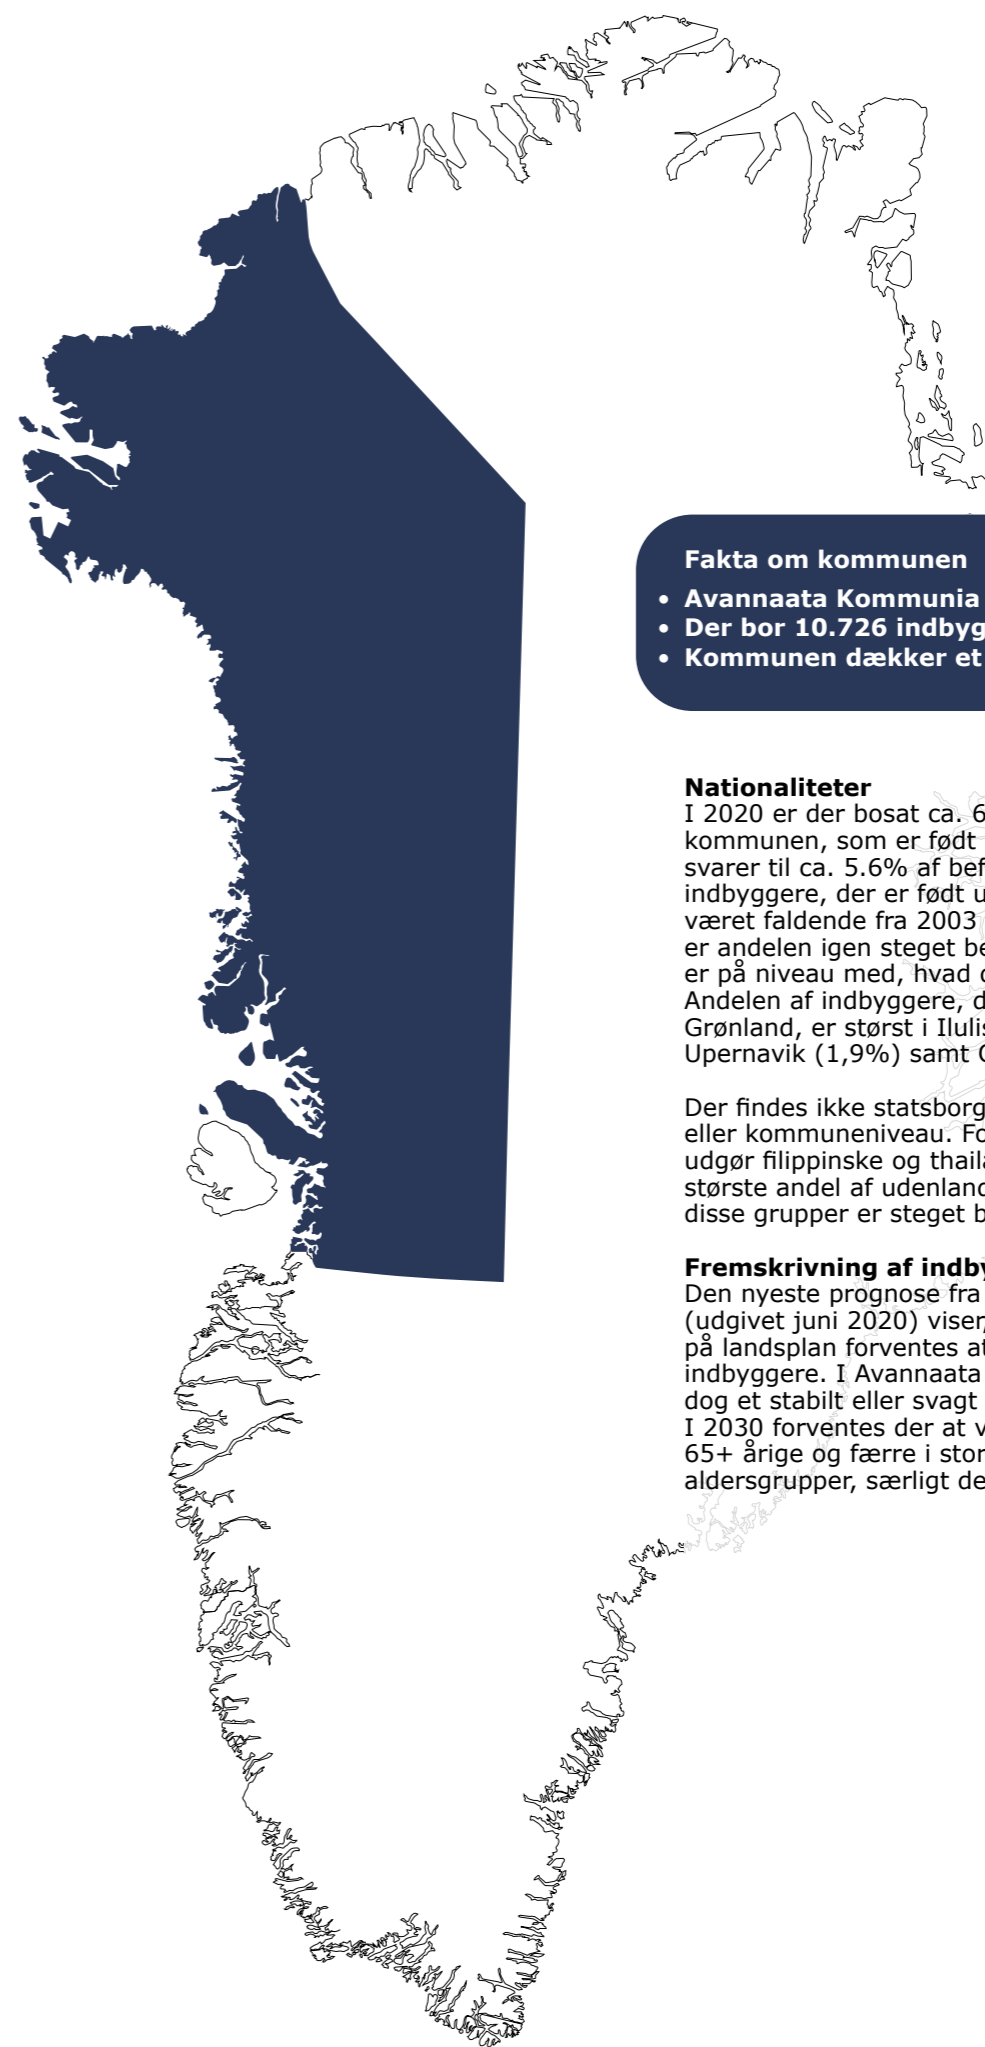 Fakta om kommunen
• Avannaata Kommunia
• Der bor 10.726 indbyg
• Kommunen dækker et
Nationaliteter
I 2020 er der bosat ca. 6
kommunen, som er født
svarer til ca. 5.6% af bef
indbyggere, der er født u
været faldende fra 2003
er andelen igen steget be
er på niveau med, hvad d
Andelen af indbyggere, d
Grønland, er størst i Ilulis
Upernavik (1,9%) samt
Der findes ikke statsborg
eller kommuneniveau. Fo
udgør filippinske og thaila
største andel af udenland
disse grupper er steget b
Fremskrivning af indby
Den nyeste prognose fra
(udgivet juni 2020) viser,
på landsplan forventes at
indbyggere. I Avannaata
dog et stabilt eller svagt
I 2030 forventes der at v
65+ årige og færre i stor
aldersgrupper, særligt de